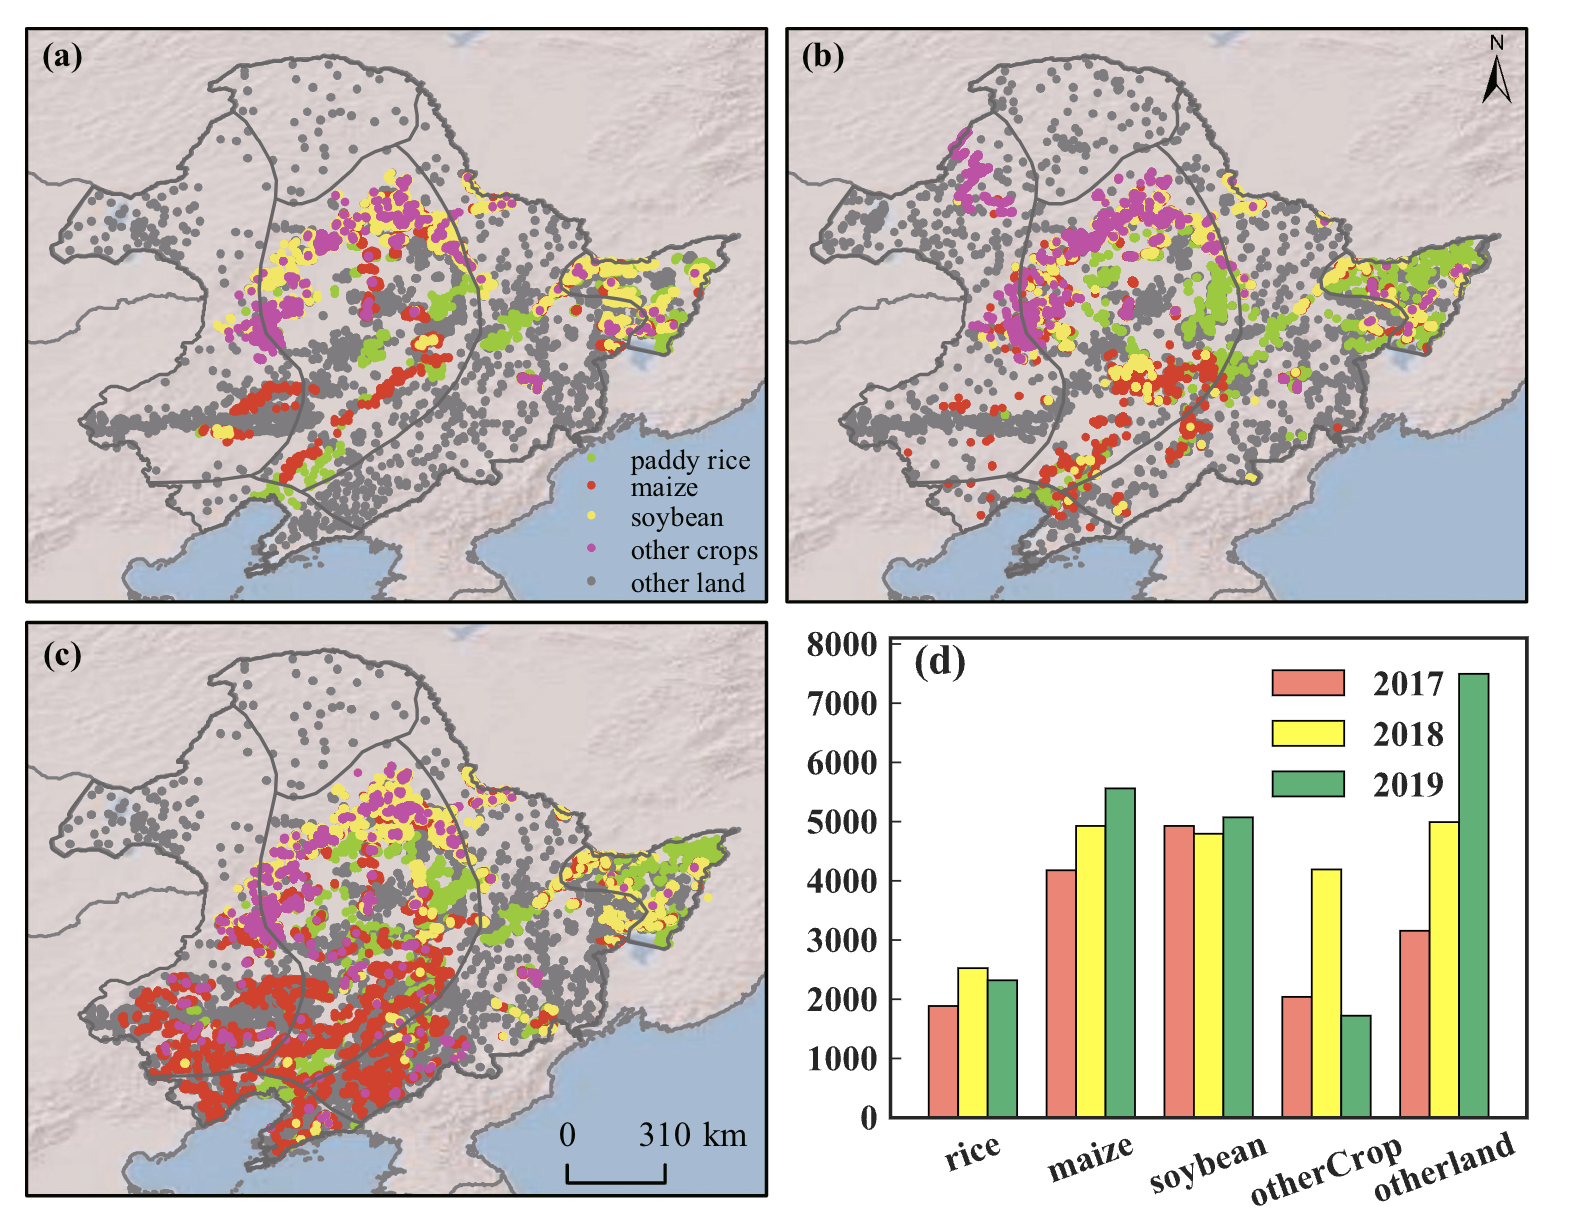 (a)
paddy rice
maize
soybean
other crops
other land
(b)
N
(c)
0 310 km
(d)
2017
2018
2019
8000
7000
6000
5000
4000
3000
2000
1000
0
rice
maize
soybean
otherCrop
otherland